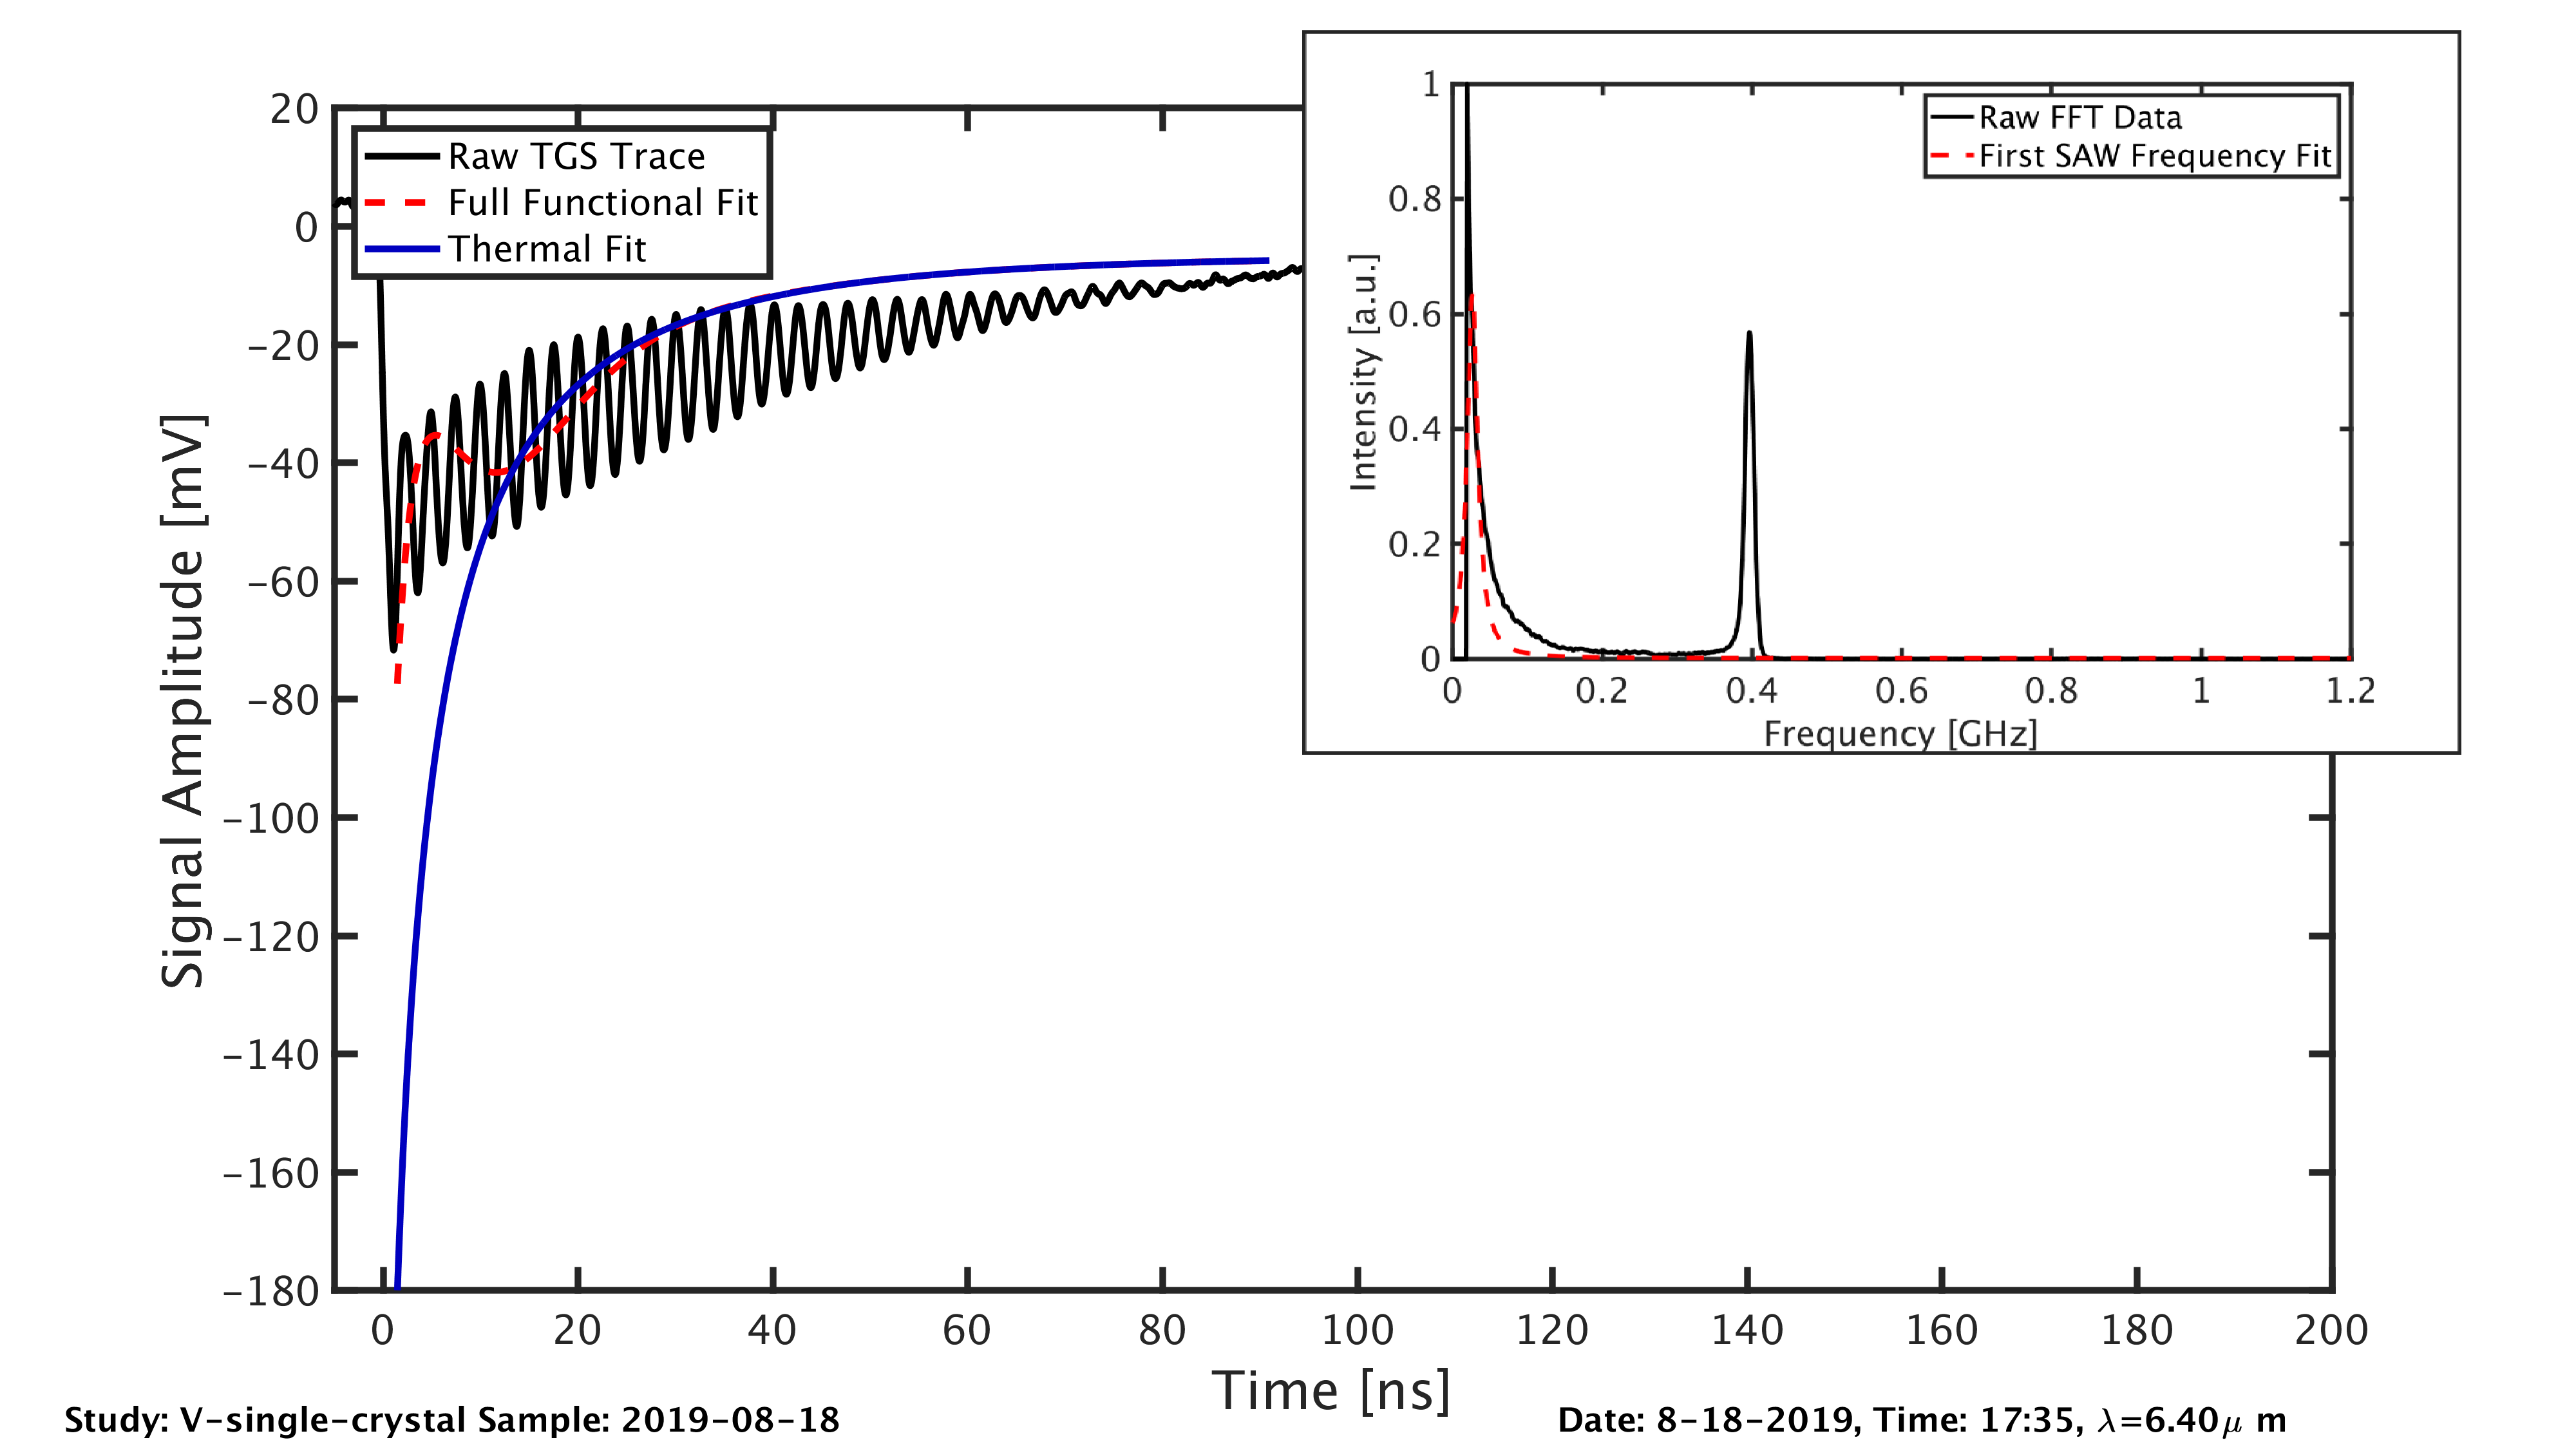 20
0
−20
−40
−60
−80
−100
−120
−140
−160
−180
Signal Amplitude [mV]
Raw TGS Trace
Full Functional Fit
Thermal Fit
0 20 40 60 80 100 120 140 160 180 200
Time [ns]
1
0.8
0.6
0.4
0.2
0
Intensity [a.u.]
Raw FFT Data
First SAW Frequency Fit
0 0.2 0.4 0.6 0.8 1 1.2
Frequency [GHz]
Study: V−single−crystal Sample: 2019−08−18
Date: 8−18−2019, Time: 17:35, λ=6.40μ m